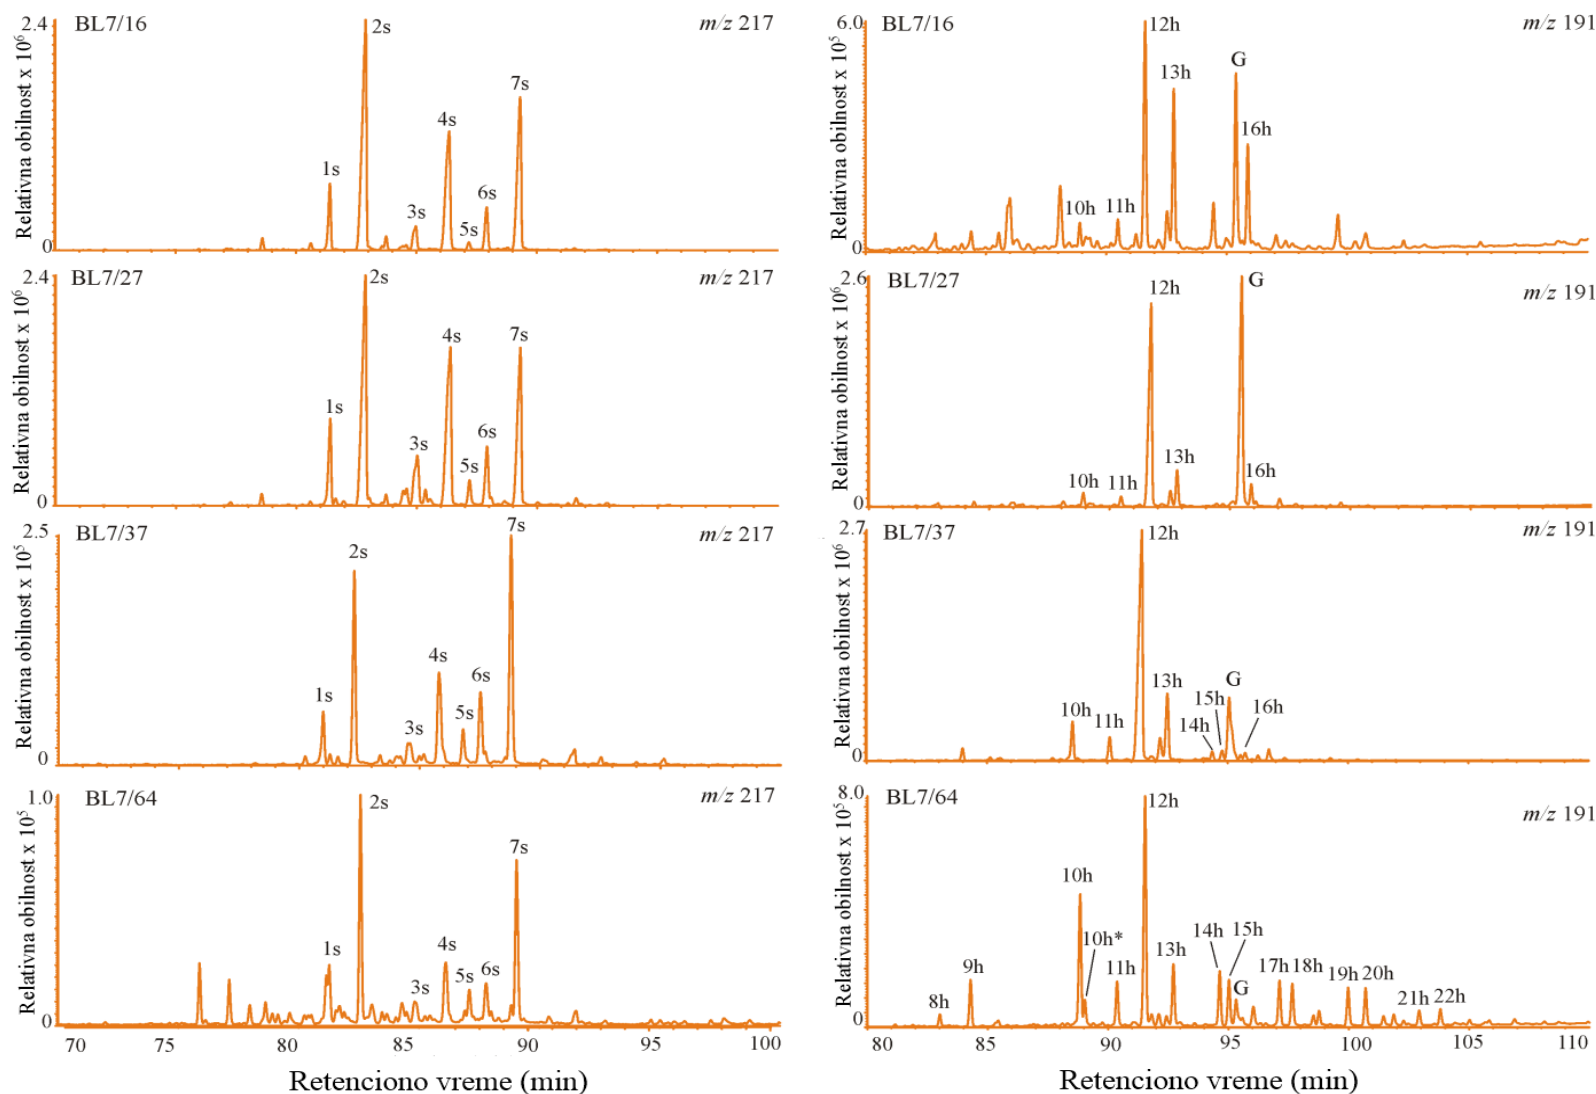 BL7/16
m/z 217
Relativna obilnost x 10⁶
2.4
0
1s
2s
3s
4s
5s
6s
7s
BL7/16
m/z 191
Relativna obilnost x 10⁵
6.0
0
10h
11h
12h
13h
G
16h
BL7/27
m/z 217
Relativna obilnost x 10⁶
2.4
0
1s
2s
3s
4s
5s
6s
7s
BL7/27
m/z 191
Relativna obilnost x 10⁶
2.6
0
10h
11h
12h
13h
G
16h
BL7/37
m/z 217
Relativna obilnost x 10⁵
2.5
0
1s
2s
3s
4s
5s
6s
7s
BL7/37
m/z 191
Relativna obilnost x 10⁶
2.7
0
10h
11h
12h
13h
14h
15h
G
16h
BL7/64
m/z 217
Relativna obilnost x 10⁵
1.0
0
1s
2s
3s
4s
5s
6s
7s
70 75 80 85 90 95 100
Retenciono vreme (min)
BL7/64
m/z 191
Relativna obilnost x 10⁵
8.0
0
8h
9h
10h
10h*
11h
12h
13h
14h
15h
G
17h
18h
19h
20h
21h
22h
80 85 90 95 100 105 110
Retenciono vreme (min)